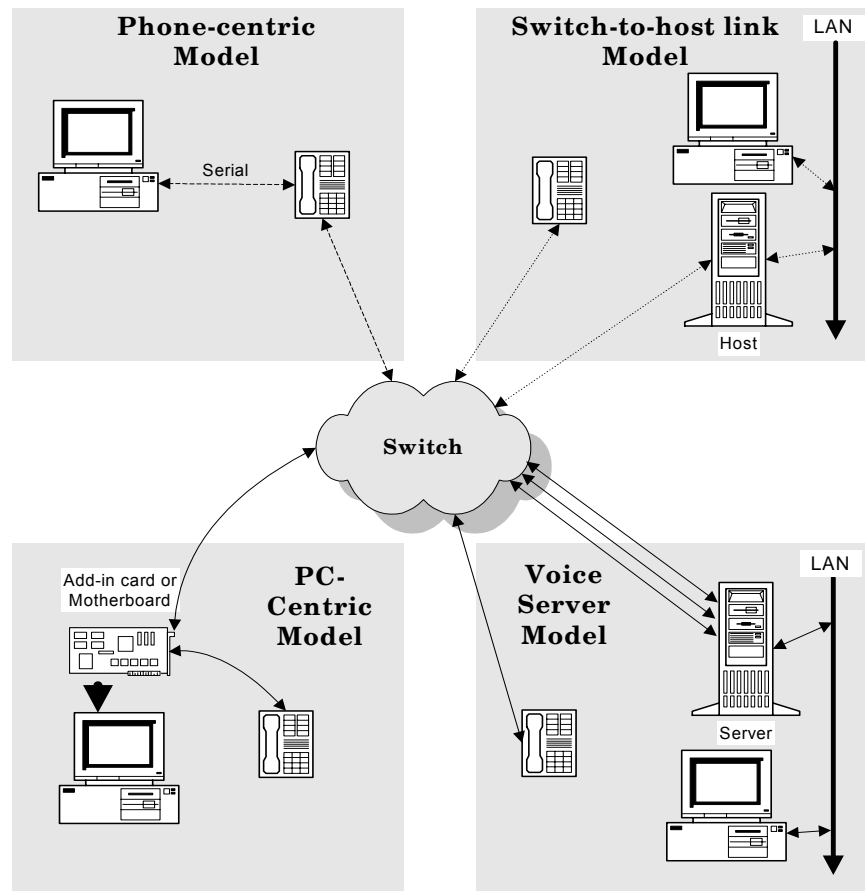 Phone-centric
Model
Serial
Switch-to-host link
Model
LAN
Host
Switch
Add-in card or
Motherboard
PC-
Centric
Model
Voice
Server
Model
LAN
Server